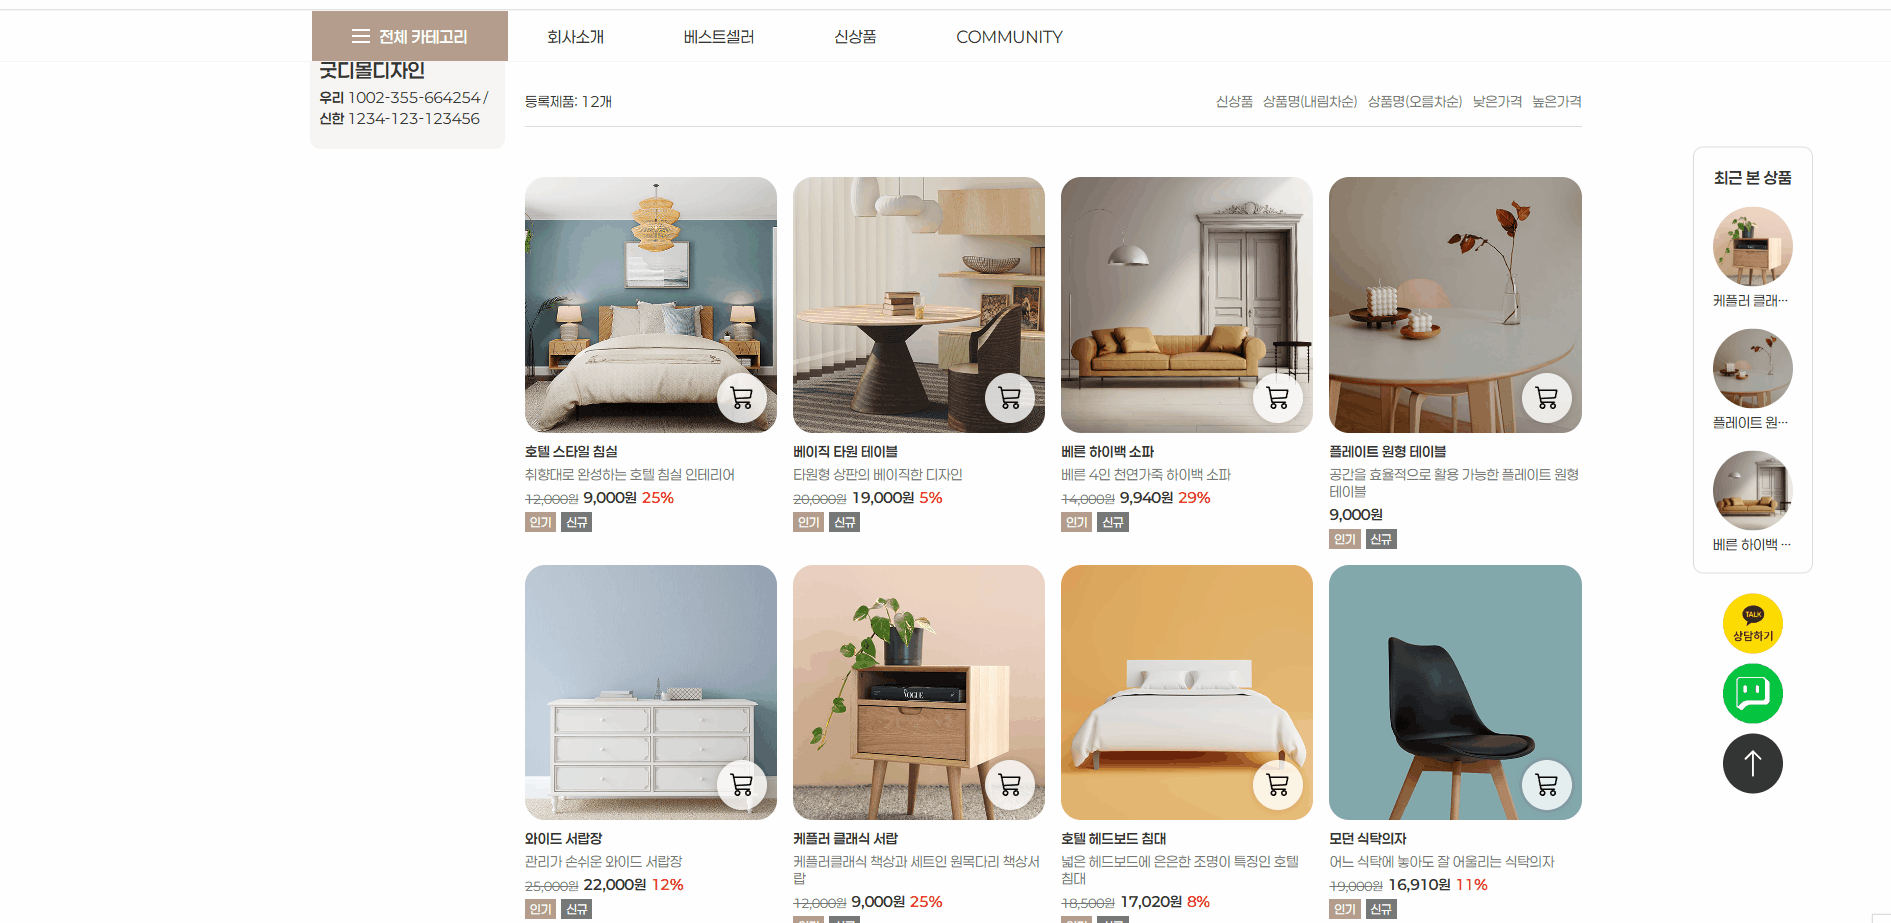 전체 카테고리
회사소개
베스트셀러
신상품
COMMUNITY
굿디몰디자인
우리 1002-355-664254 /
신한 1234-123-123456
등록제품: 12개
신상품 상품명(내림차순) 상품명(오름차순) 낮은가격 높은가격
호텔 스타일 침실
취향대로 완성하는 호텔 침실 인테리어
12,000원 9,000원 25%
인기 신규
베이직 타원 테이블
타원형 상판의 베이직한 디자인
20,000원 19,000원 5%
인기 신규
베른 하이백 소파
베른 4인 천연가죽 하이백 소파
14,000원 9,940원 29%
인기 신규
플레이트 원형 테이블
공간을 효율적으로 활용 가능한 플레이트 원형
테이블
9,000원
인기 신규
와이드 서랍장
관리가 손쉬운 와이드 서랍장
25,000원 22,000원 12%
인기 신규
VOGUE
케플러 클래식 서랍
케플러클래식 책상과 세트인 원목다리 책상서
랍
12,000원 9,000원 25%
인기 신규
호텔 헤드보드 침대
넓은 헤드보드에 은은한 조명이 특징인 호텔
침대
18,500원 17,020원 8%
인기 신규
모던 식탁의자
어느 식탁에 놓아도 잘 어울리는 식탁의자
19,000원 16,910원 11%
인기 신규
최근 본 상품
케플러 클래…
플레이트 원…
베른 하이백 …
TALK
상담하기